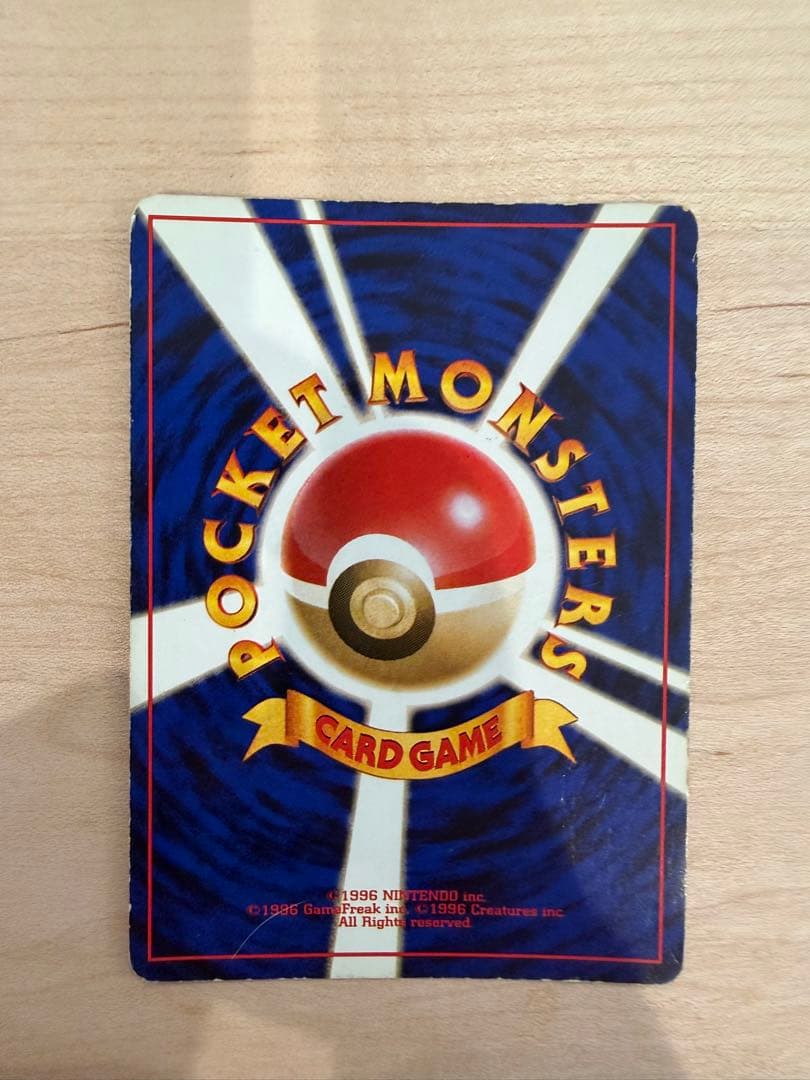 POCKET MONSTERS
CARD GAME
©1996 NINTENDO inc.
©1996 GameFreak inc. ©1996 Creatures inc.
All Rights reserved.